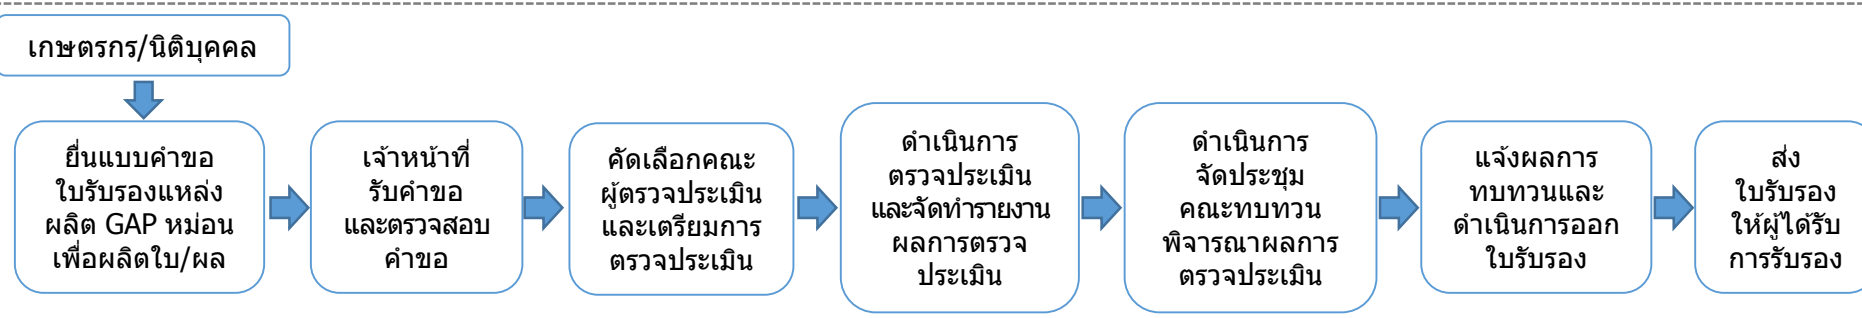 เกษตรกร/นิติบุคคล
ยื่นแบบคำขอ
ใบรับรองแหล่ง
ผลิต GAP หม่อน
เพื่อผลิตใบ/ผล
เจ้าหน้าที่
รับคำขอ
และตรวจสอบ
คำขอ
คัดเลือกคณะ
ผู้ตรวจประเมิน
และเตรียมการ
ตรวจประเมิน
ดำเนินการ
ตรวจประเมิน
และจัดทำรายงาน
ผลการตรวจ
ประเมิน
ดำเนินการ
จัดประชุม
คณะทบทวน
พิจารณาผลการ
ตรวจประเมิน
แจ้งผลการ
ทบทวนและ
ดำเนินการออก
ใบรับรอง
ส่ง
ใบรับรอง
ให้ผู้ได้รับ
การรับรอง